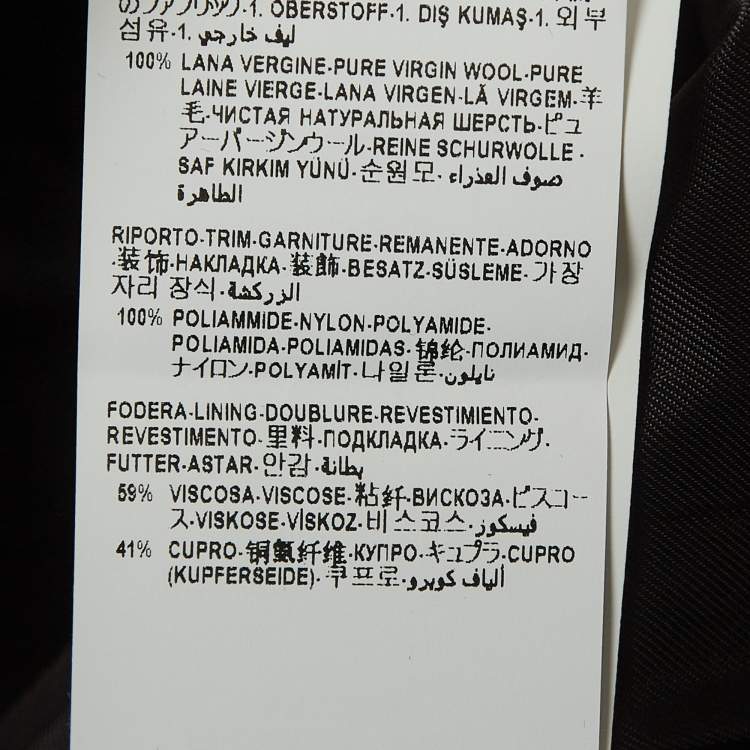 のファブリック·1. OBERSTOFF·1. DIŞ KUMAŞ·1. 외부
섬유·1. ليف خارجي
100% LANA VERGINE·PURE VIRGIN WOOL·PURE
LAINE VIERGE·LANA VIRGEN·LÃ VIRGEM·羊
毛·ЧИСТАЯ НАТУРАЛЬНАЯ ШЕРСТЬ·ピュ
アーバージンウール·REINE SCHURWOLLE·
SAF KIRKIM YÜNÜ·순원모·صوف العذراء
الطاهرة
RIPORTO·TRIM·GARNITURE·REMANENTE·ADORNO
·装饰·НАКЛАДКА·装飾·BESATZ·SÜSLEME·가장
자리 장식·الزركشة
100% POLIAMMIDE·NYLON·POLYAMIDE·
POLIAMIDA·POLIAMIDAS·锦纶·ПОЛИАМИД·
ナイロン·POLYAMİT·나일론·نايلون
FODERA·LINING·DOUBLURE·REVESTIMIENTO·
REVESTIMENTO·里料·ПОДКЛАДКА·ライニング·
FUTTER·ASTAR·안감·بطانة
59% VISCOSA·VISCOSE·粘纤·ВИСКОЗА·ビスコー
ス·VISKOSE·VİSKOZ·비스코스·فيسكوز
41% CUPRO·铜氨纤维·КУПРО·キュプラ·CUPRO
(KUPFERSEIDE)·쿠프로·ألياف كوبرو